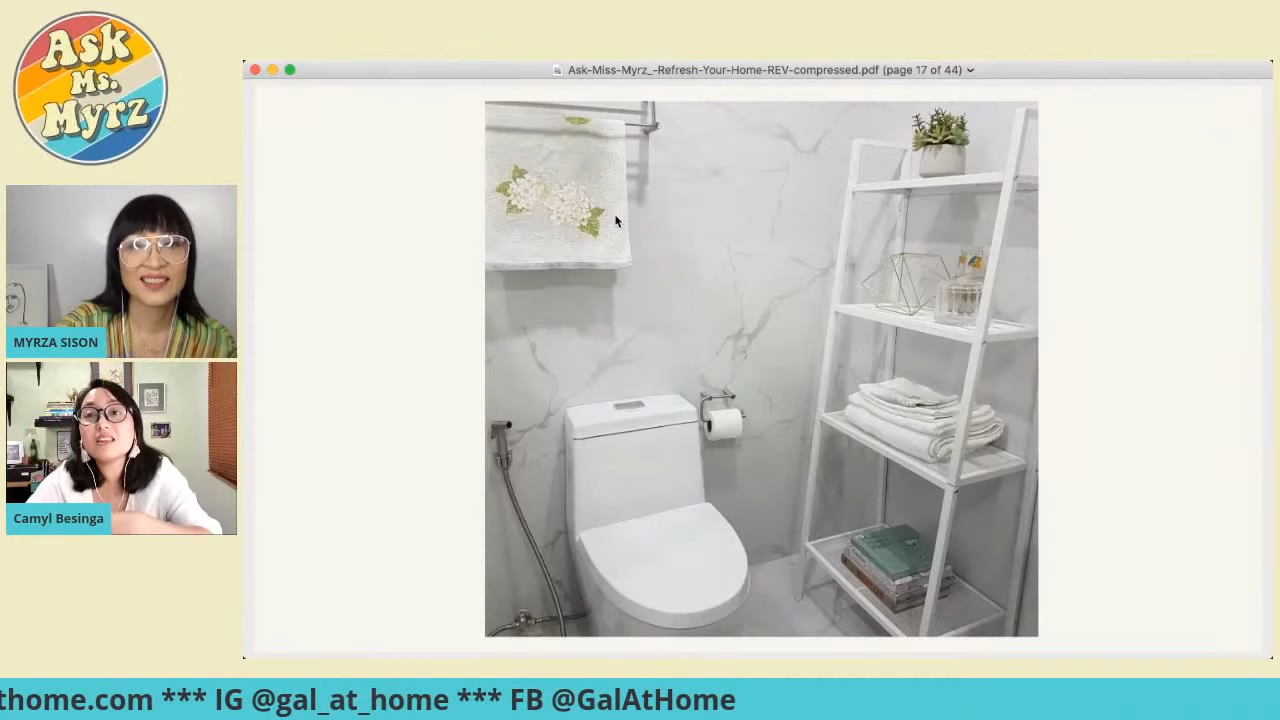 Ask
Ms.
Myrz
Ask-Miss-Myrz_-Refresh-Your-Home-REV-compressed.pdf (page 17 of 44)
MYRZA SISON
Camyl Besinga
thome.com *** IG @gal_at_home *** FB @GalAtHome